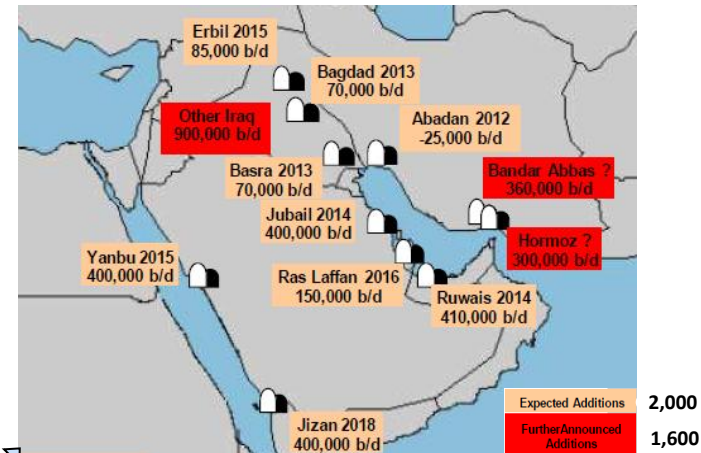 Erbil 2015
85,000 b/d
Bagdad 2013
70,000 b/d
Other Iraq
900,000 b/d
Abadan 2012
-25,000 b/d
Basra 2013
70,000 b/d
Bandar Abbas ?
360,000 b/d
Jubail 2014
400,000 b/d
Hormoz ?
300,000 b/d
Yanbu 2015
400,000 b/d
Ras Laffan 2016
150,000 b/d
Ruwais 2014
410,000 b/d
Jizan 2018
400,000 b/d
Expected Additions 2,000
FurtherAnnounced
Additions
1,600